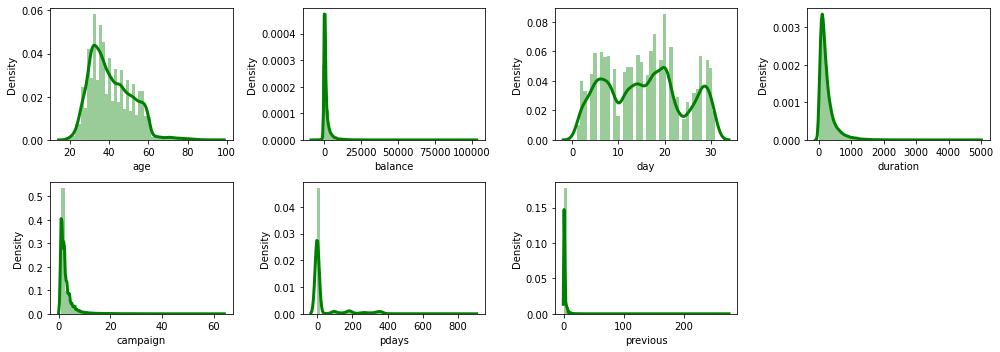 0.06
0.04
0.02
0.00
Density
20 40 60 80 100
age
0.0004
0.0003
0.0002
0.0001
0.0000
Density
0 25000 50000 75000 100000
balance
0.08
0.06
0.04
0.02
0.00
Density
0 10 20 30
day
0.003
0.002
0.001
0.000
Density
0 1000 2000 3000 4000 5000
duration
0.5
0.4
0.3
0.2
0.1
0.0
Density
0 20 40 60
campaign
0.04
0.03
0.02
0.01
0.00
Density
0 200 400 600 800
pdays
0.15
0.10
0.05
0.00
Density
0 100 200
previous